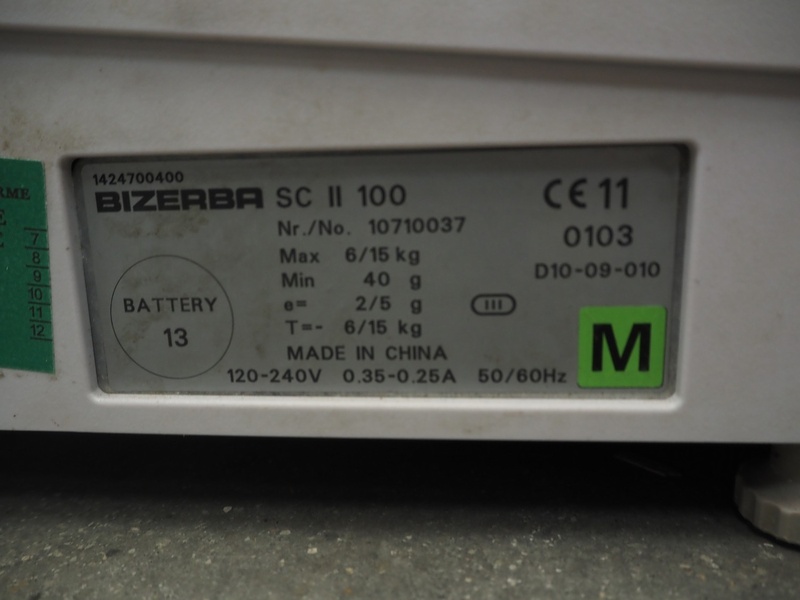 1424700400
BIZERBA SC II 100
Nr./No. 10710037
Max 6/15 kg
Min 40 g
e= 2/5 g
T=- 6/15 kg
MADE IN CHINA
120-240V 0.35-0.25A 50/60Hz
BATTERY
13
CE 11
0103
D10-09-010
III
M
7
8
9
10
11
12